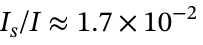 I_s/I ≈ 1.7 × 10⁻²